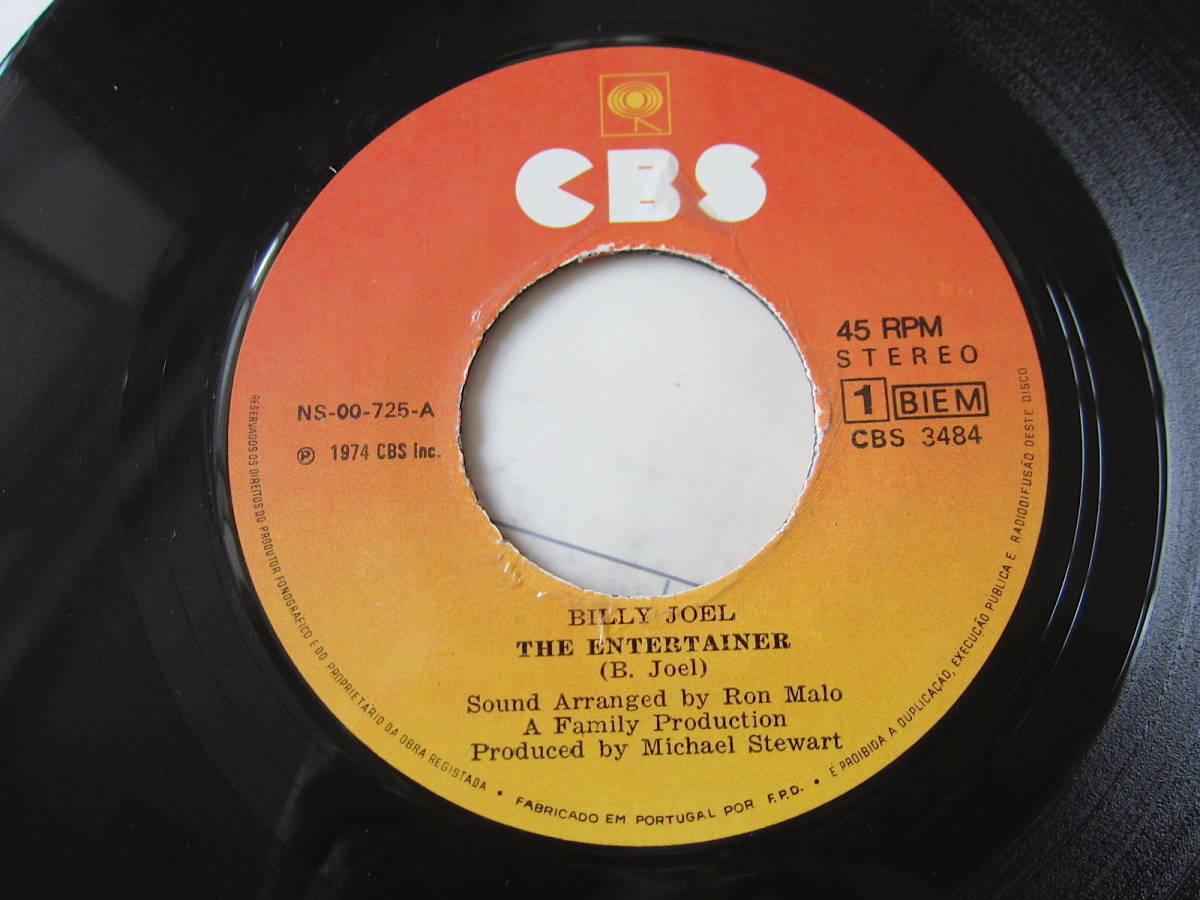 CBS
45 RPM
STEREO
1 BIEM
CBS 3484
NS-00-725-A
℗ 1974 CBS inc.
BILLY JOEL
THE ENTERTAINER
(B. Joel)
Sound Arranged by Ron Malo
A Family Production
Produced by Michael Stewart
RESERVADOS OS DIREITOS DO PRODUTOR FONOGRAFICO E DO PROPRIETARIO DA OBRA REGISTADA • FABRICADO EM PORTUGAL POR F.P.D. • E PROIBIDA A DUPLICAÇÃO, EXECUÇÃO PÚBLICA E RADIODIFUSÃO DESTE DISCO